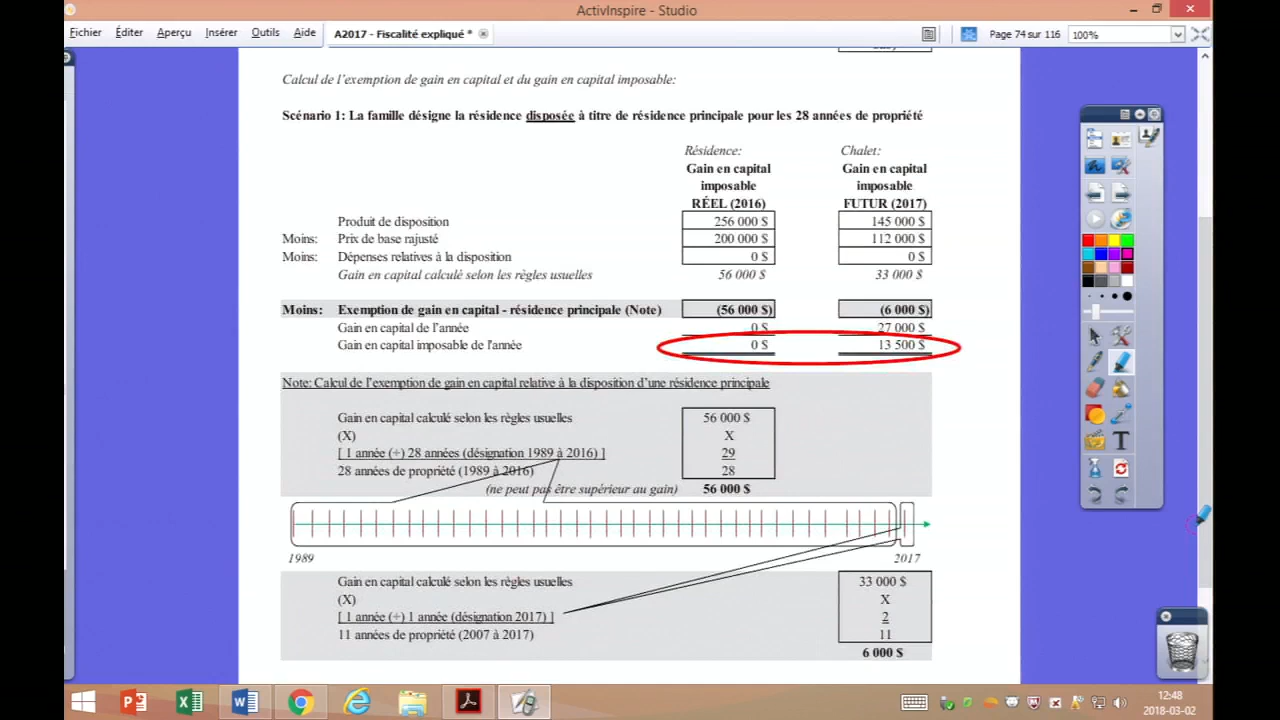 ActivInspire - Studio
Fichier Éditer Aperçu Insérer Outils Aide A2017 - Fiscalité expliqué * Page 74 sur 116 100%
Calcul de l'exemption de gain en capital et du gain en capital imposable:
Scénario 1: La famille désigne la résidence disposée à titre de résidence principale pour les 28 années de propriété
Résidence: Chalet:
Gain en capital Gain en capital
imposable imposable
RÉEL (2016) FUTUR (2017)
Produit de disposition 256 000 $ 145 000 $
Moins: Prix de base rajusté 200 000 $ 112 000 $
Moins: Dépenses relatives à la disposition 0 $ 0 $
Gain en capital calculé selon les règles usuelles 56 000 $ 33 000 $
Moins: Exemption de gain en capital - résidence principale (Note) (56 000 $) (6 000 $)
Gain en capital de l'année 0 $ 27 000 $
Gain en capital imposable de l'année 0 $ 13 500 $
Note: Calcul de l'exemption de gain en capital relative à la disposition d'une résidence principale
Gain en capital calculé selon les règles usuelles 56 000 $
(X) X
[ 1 année (+) 28 années (désignation 1989 à 2016) ] 29
28 années de propriété (1989 à 2016) 28
(ne peut pas être supérieur au gain) 56 000 $
1989 2017
Gain en capital calculé selon les règles usuelles 33 000 $
(X) X
[ 1 année (+) 1 année (désignation 2017) ] 2
11 années de propriété (2007 à 2017) 11
6 000 $
12:48
2018-03-02